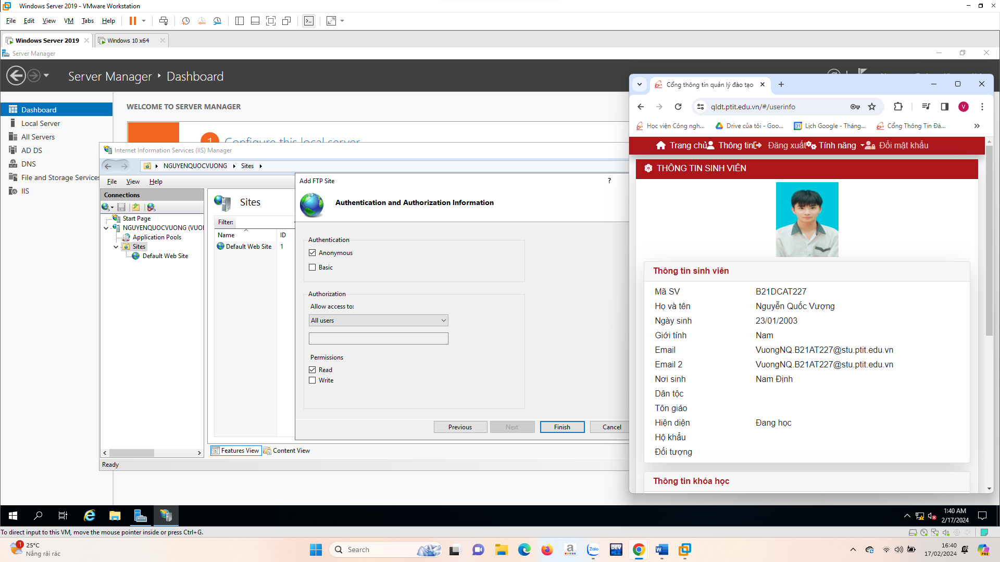 Windows Server 2019 - VMware Workstation
File Edit View VM Tabs Help
Windows Server 2019
Windows 10 x64
Server Manager
Server Manager • Dashboard
Dashboard
Local Server
All Servers
AD DS
DNS
File and Storage Services
IIS
WELCOME TO SERVER MANAGER
1 Configure this local server
Internet Information Services (IIS) Manager
NGUYENQUOCVUONG Sites
File View Help
Connections
Start Page
NGUYENQUOCVUONG (VUO
Application Pools
Sites
Default Web Site
Sites
Filter:
Name ID
Default Web Site 1
Features View Content View
Ready
Add FTP Site
?
Authentication and Authorization Information
Authentication
Anonymous
Basic
Authorization
Allow access to:
All users
Permissions
Read
Write
Previous Next Finish Cancel
Cổng thông tin quản lý đào tạo
qldt.ptit.edu.vn/#/userinfo
V
Học viện Công ngh...
Drive của tôi - Goo...
31 Lịch Google - Tháng...
Cổng Thông Tin Đà...
Trang chủ Thông tin Đăng xuất Tính năng Đổi mật khẩu
THÔNG TIN SINH VIÊN
Thông tin sinh viên
Mã SV B21DCAT227
Họ và tên Nguyễn Quốc Vượng
Ngày sinh 23/01/2003
Giới tính Nam
Email VuongNQ.B21AT227@stu.ptit.edu.vn
Email 2 VuongNQ.B21AT227@stu.ptit.edu.vn
Nơi sinh Nam Định
Dân tộc
Tôn giáo
Hiện diện Đang học
Hộ khẩu
Đối tượng
Thông tin khóa học
1:40 AM
2/17/2024
To direct input to this VM, move the mouse pointer inside or press Ctrl+G.
1
25°C
Nắng rải rác
Search
a
Zalo
DEV
W
PRE
16:40
17/02/2024